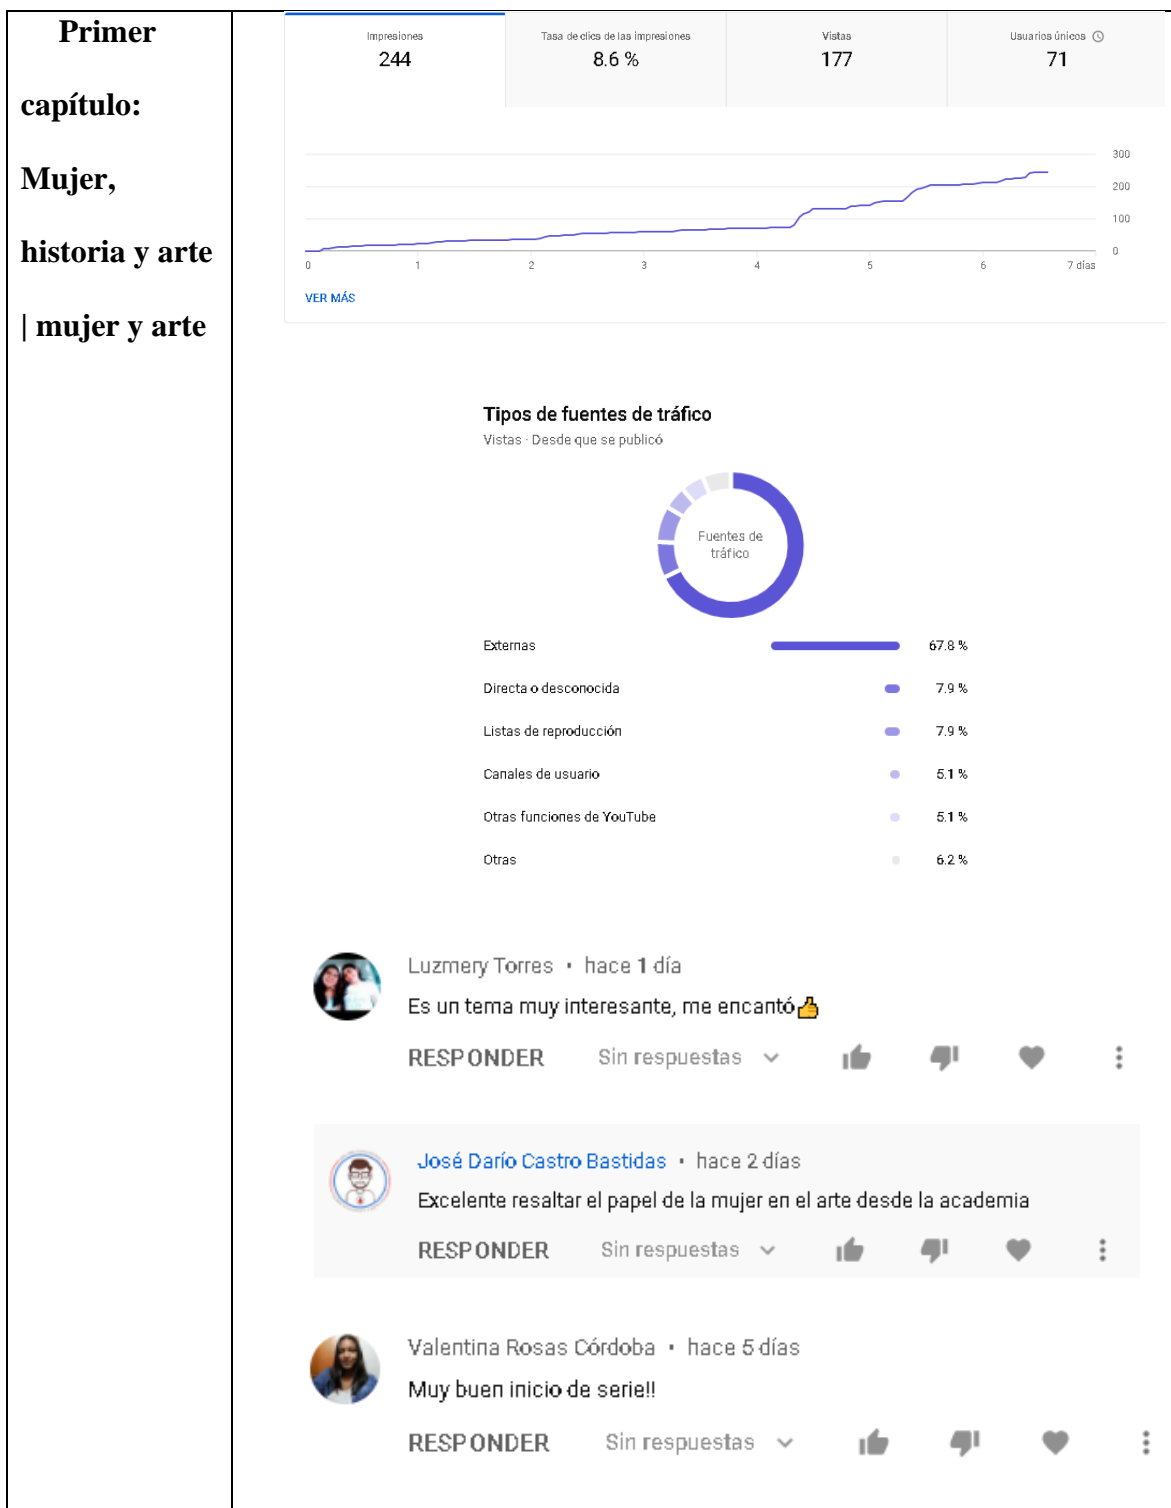 Primer
capítulo:
Mujer,
historia y arte
| mujer y arte
Impresiones
244
Tasa de clics de las impresiones
8.6 %
Vistas
177
Usuarios únicos
71
300
200
100
0
0 1 2 3 4 5 6 7 días
VER MÁS
Tipos de fuentes de tráfico
Vistas · Desde que se publicó
Fuentes de
tráfico
Externas 67.8 %
Directa o desconocida 7.9 %
Listas de reproducción 7.9 %
Canales de usuario 5.1 %
Otras funciones de YouTube 5.1 %
Otras 6.2 %
Luzmery Torres • hace 1 día
Es un tema muy interesante, me encantó👍
RESPONDER Sin respuestas
José Darío Castro Bastidas • hace 2 días
Excelente resaltar el papel de la mujer en el arte desde la academia
RESPONDER Sin respuestas
Valentina Rosas Córdoba • hace 5 días
Muy buen inicio de serie!!
RESPONDER Sin respuestas